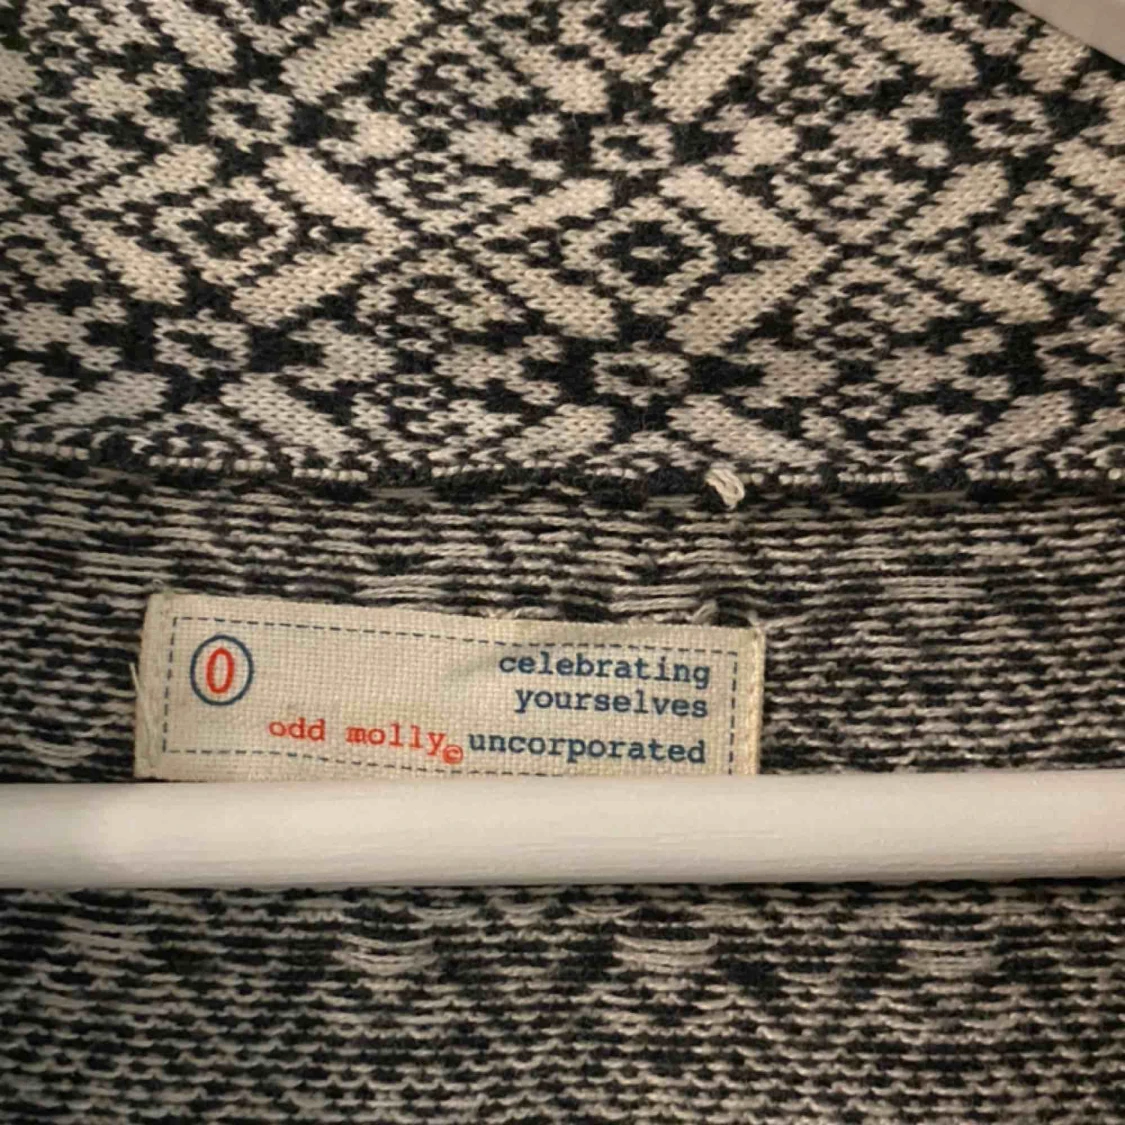 0
celebrating
yourselves
odd molly© uncorporated